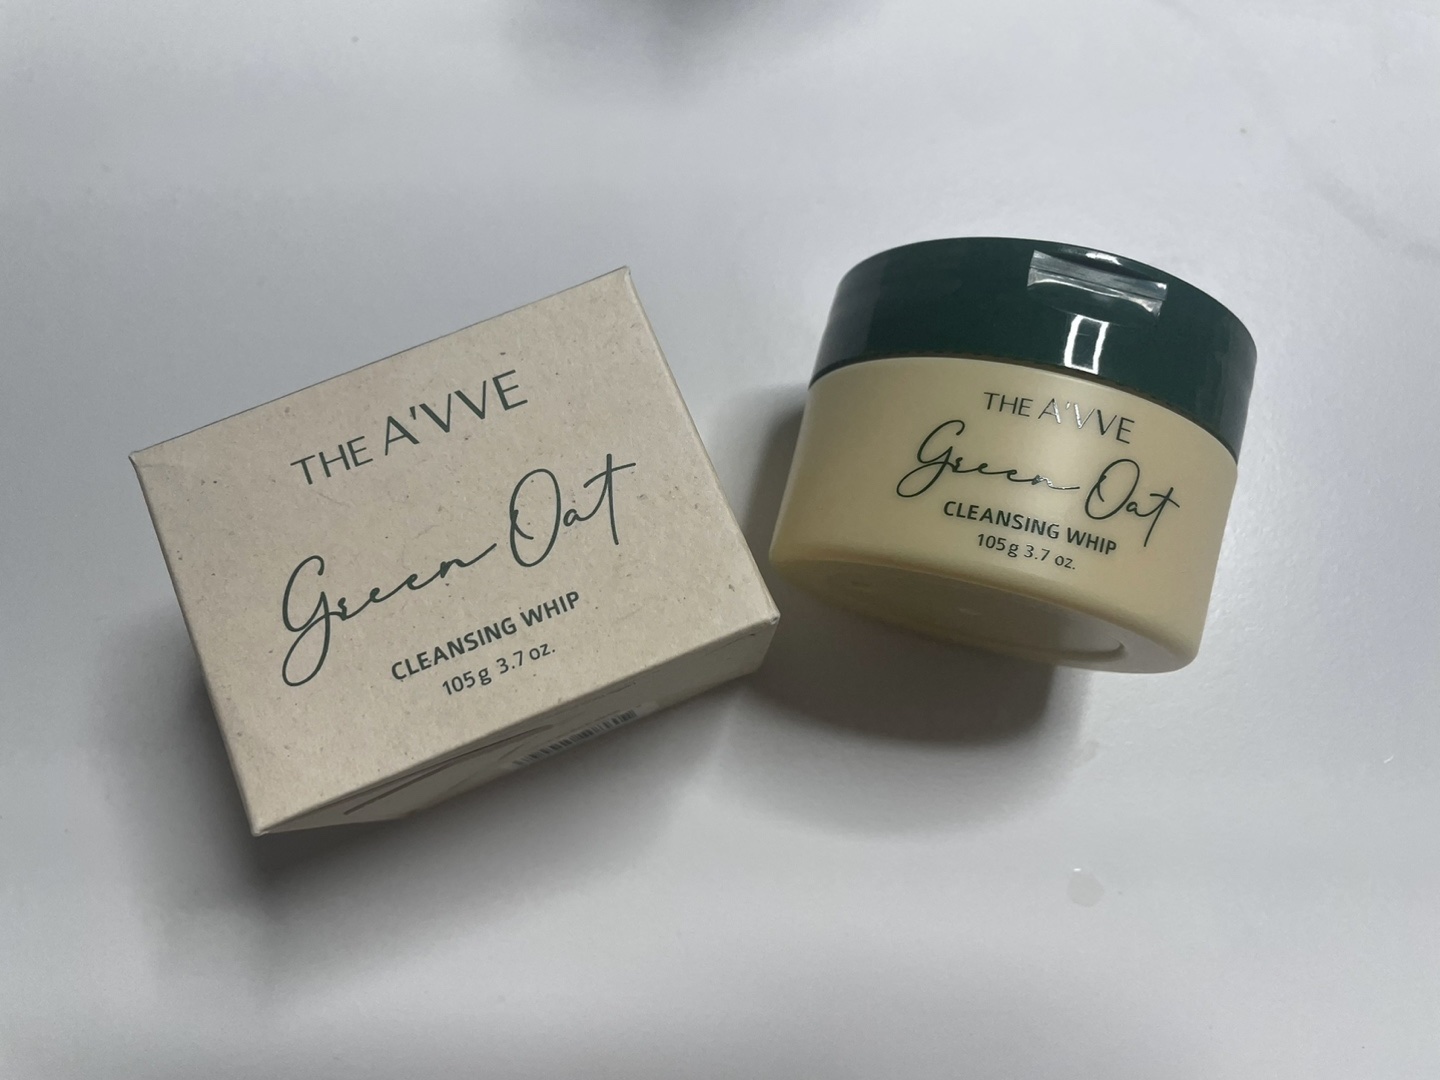 THE A'VVE
Green Oat
CLEANSING WHIP
105g 3.7 oz.
THE A'VVE
Green Oat
CLEANSING WHIP
105g 3.7 oz.